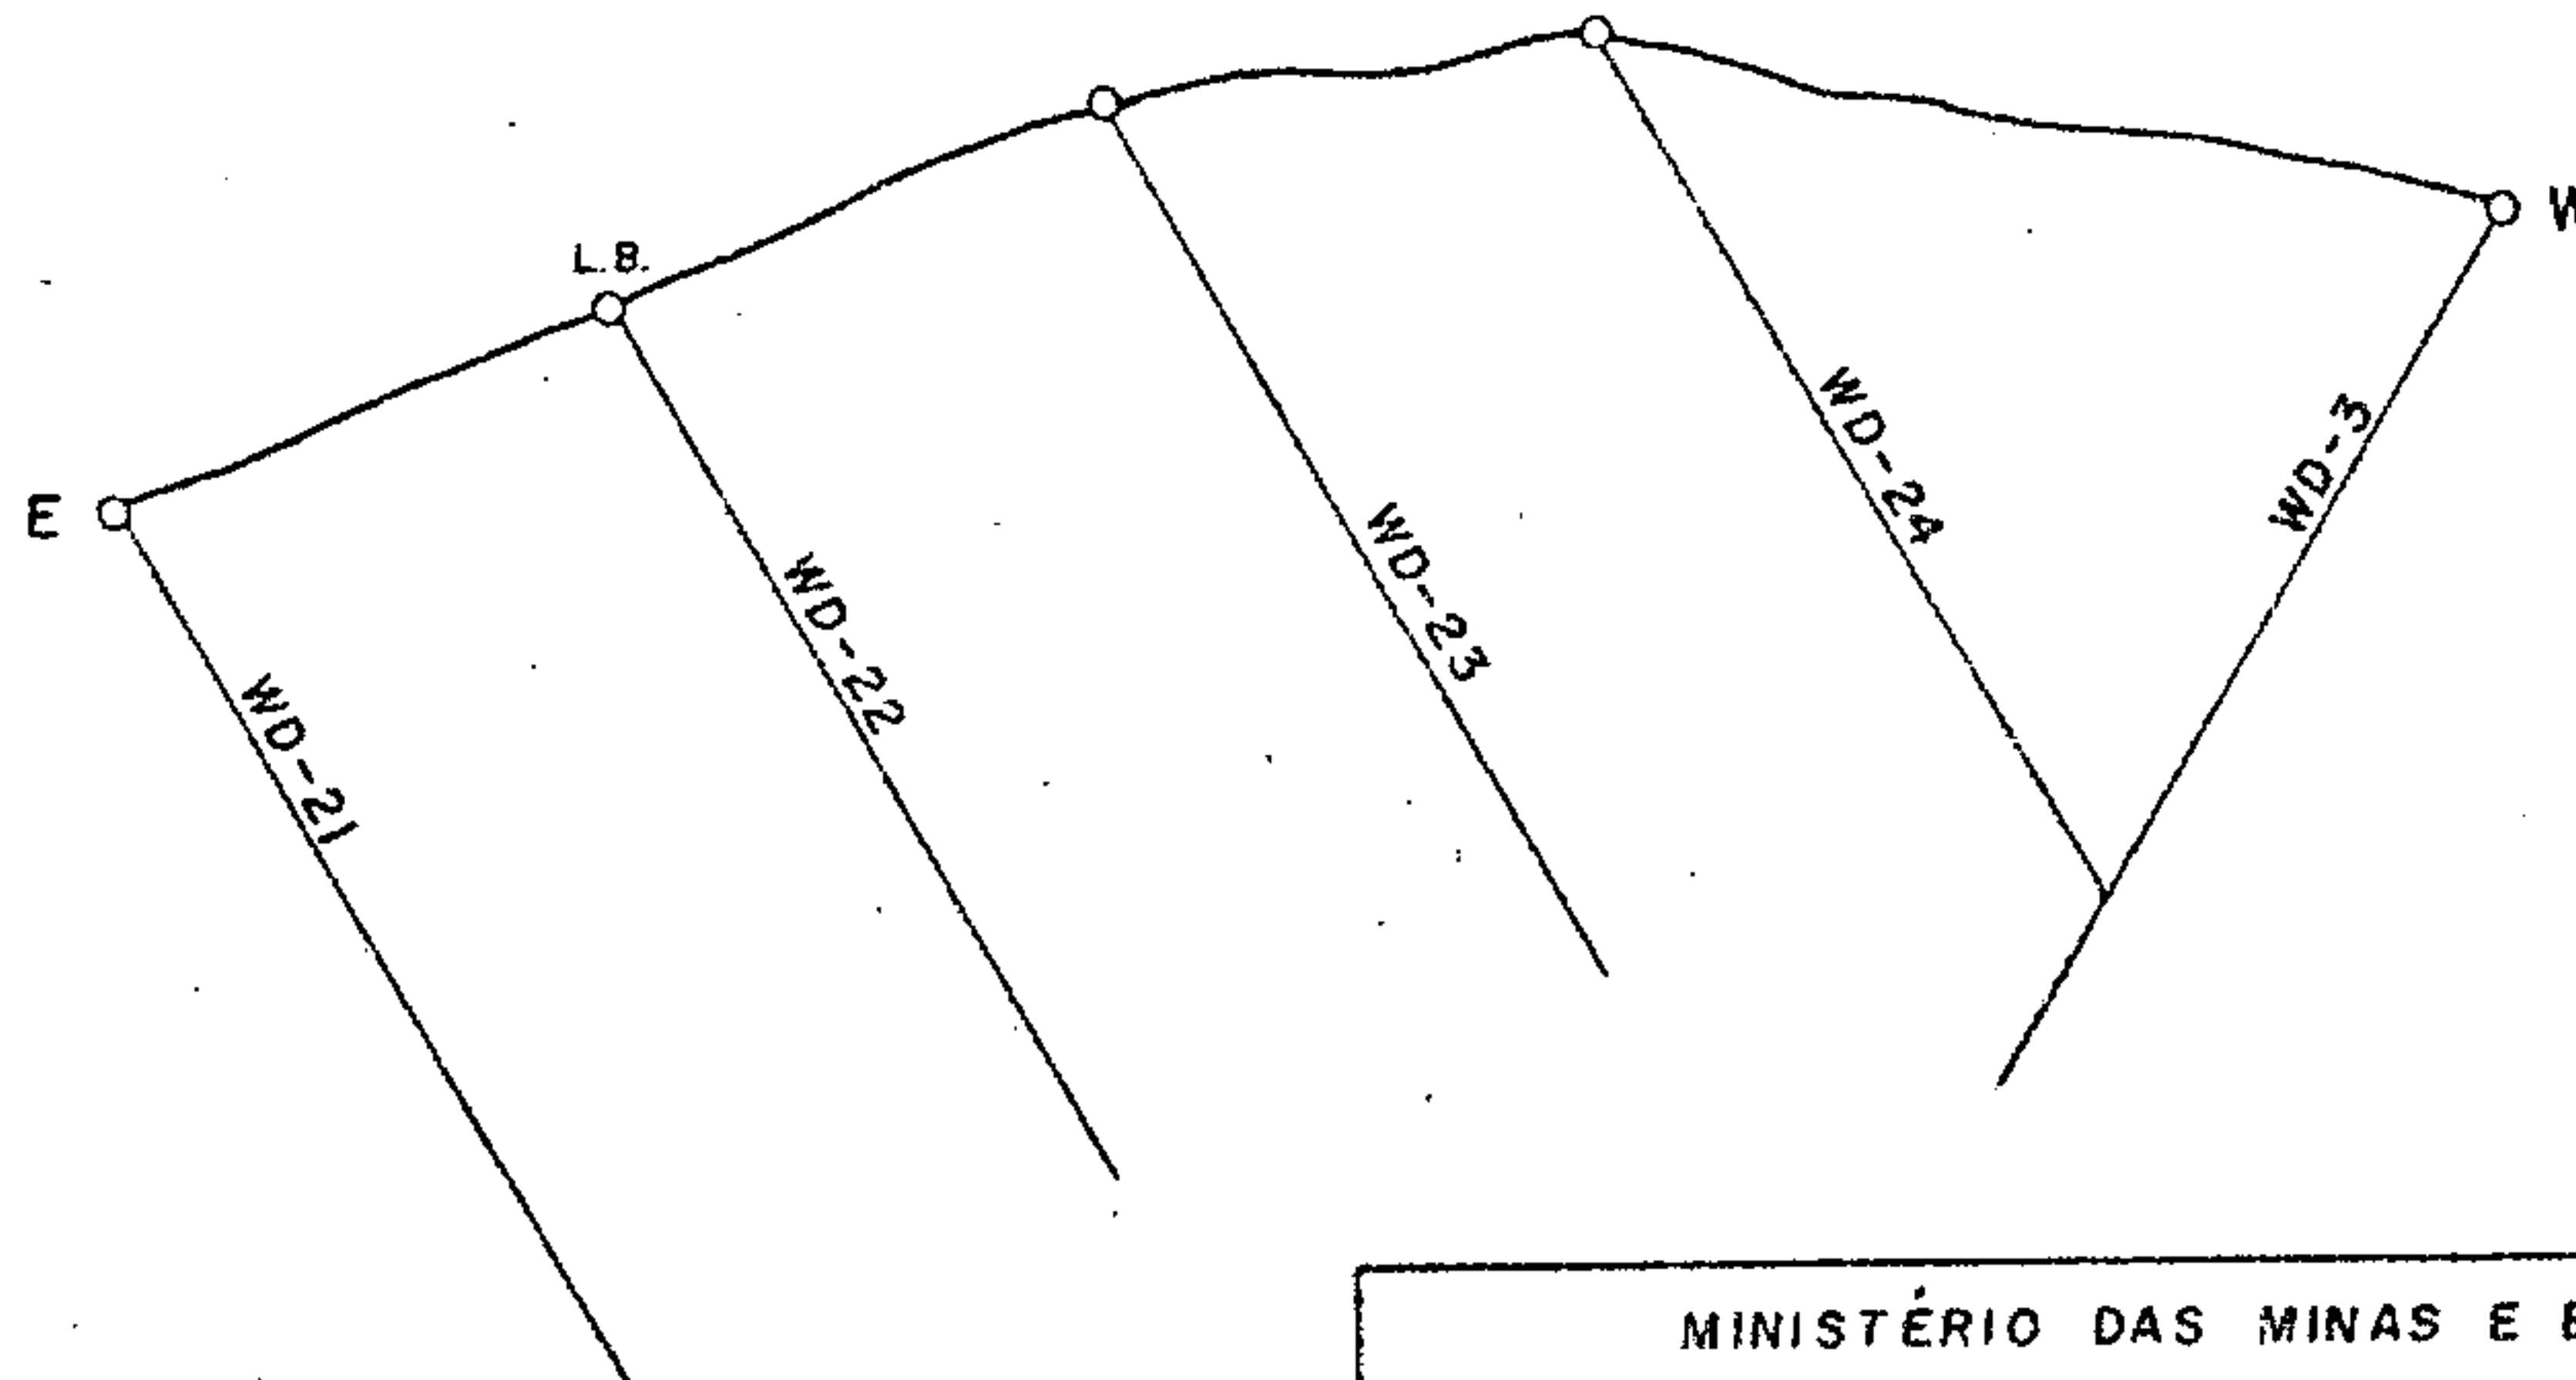 L.B.
E
W
WD-21
WD-22
WD-23
WD-24
WD-3
MINISTÉRIO DAS MINAS E E